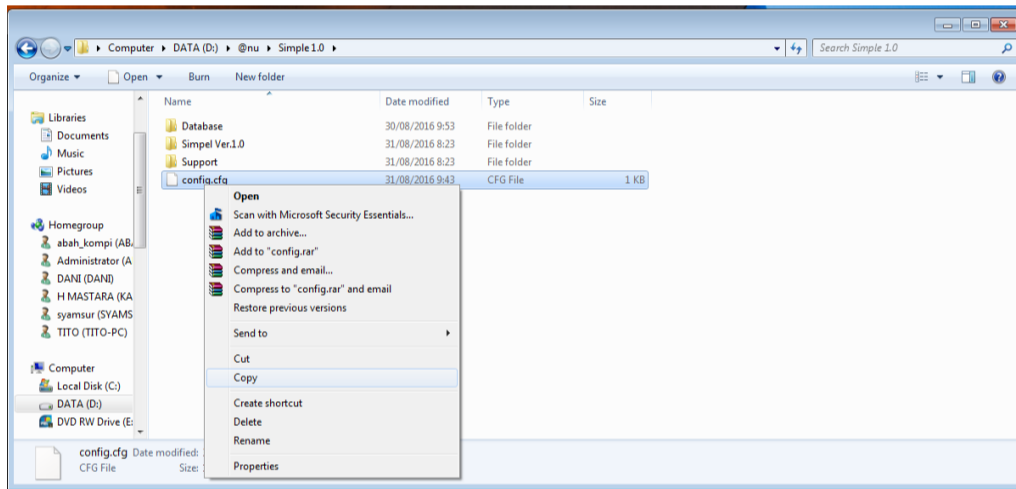 Computer ▸ DATA (D:) ▸ @nu ▸ Simple 1.0 ▸
Search Simple 1.0
Organize Open Burn New folder
Name Date modified Type Size
Database 30/08/2016 9:53 File folder
Simpel Ver.1.0 31/08/2016 8:23 File folder
Support 31/08/2016 8:23 File folder
config.cfg 31/08/2016 9:43 CFG File 1 KB
Libraries
Documents
Music
Pictures
Videos
Homegroup
abah_kompi (AB
Administrator (A
DANI (DANI)
H MASTARA (KA
syamsur (SYAMS
TITO (TITO-PC)
Computer
Local Disk (C:)
DATA (D:)
DVD RW Drive (E:
Open
Scan with Microsoft Security Essentials...
Add to archive...
Add to "config.rar"
Compress and email...
Compress to "config.rar" and email
Restore previous versions
Send to
Cut
Copy
Create shortcut
Delete
Rename
Properties
config.cfg Date modified:
CFG File Size: